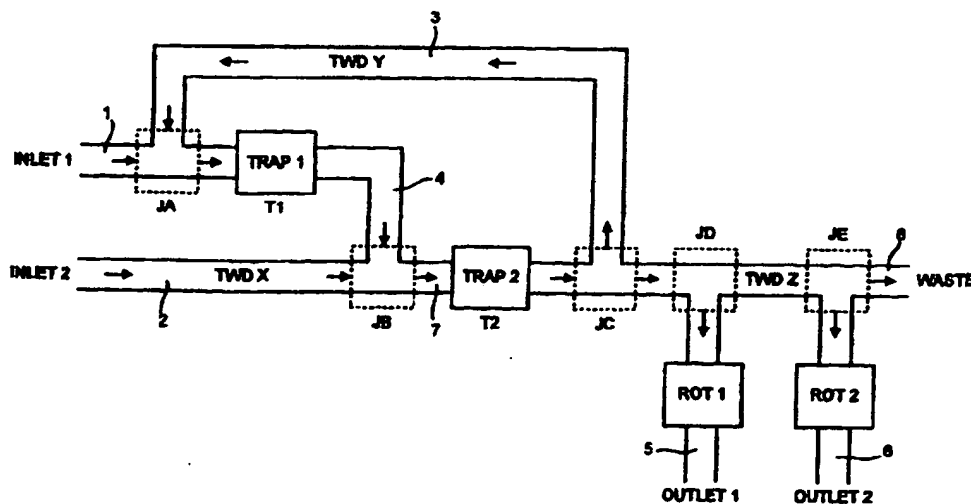 3
TWD Y
1
INLET 1
TRAP 1
4
JA
T1
JD
JE
6
INLET 2
TWD X
TRAP 2
TWD Z
WASTE
2
JB
7
T2
JC
ROT 1
ROT 2
5
6
OUTLET 1
OUTLET 2